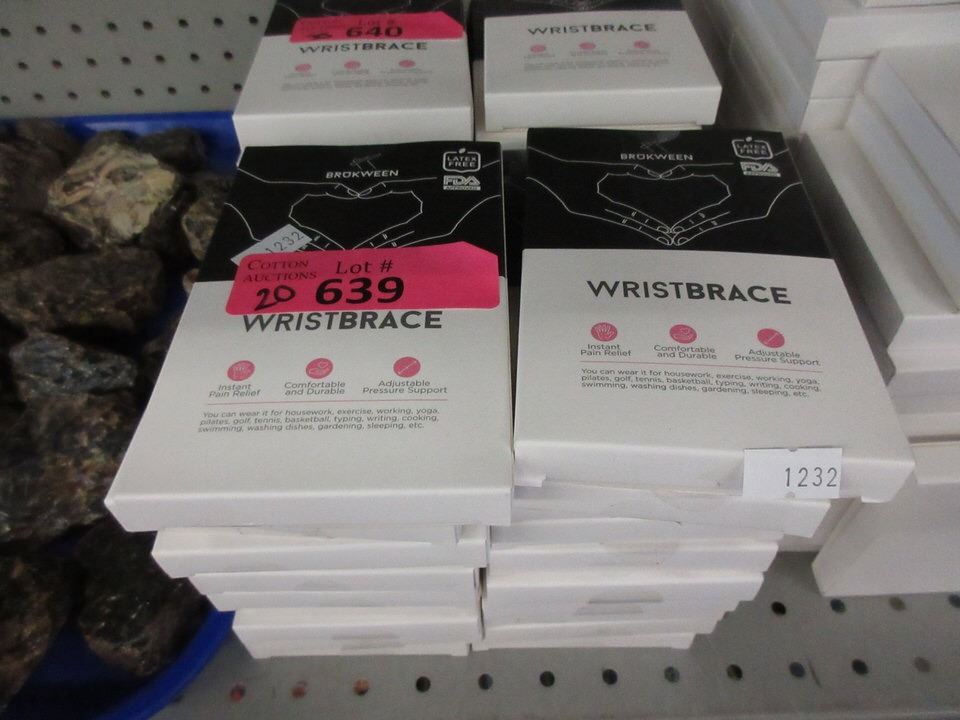 Lot #
640
WRISTBRACE
WRISTBRACE
BROKWEEN
LATEX
FREE
FDA
APPROVED
1232
COTTON
AUCTIONS
Lot #
20
639
WRISTBRACE
Instant
Pain Relief
Comfortable
and Durable
Adjustable
Pressure Support
You can wear it for housework, exercise, working, yoga,
pilates, golf, tennis, basketball, typing, writing, cooking,
swimming, washing dishes, gardening, sleeping, etc.
BROKWEEN
LATEX
FREE
FDA
APPROVED
WRISTBRACE
Instant
Pain Relief
Comfortable
and Durable
Adjustable
Pressure Support
You can wear it for housework, exercise, working, yoga,
pilates, golf, tennis, basketball, typing, writing, cooking,
swimming, washing dishes, gardening, sleeping, etc.
1232